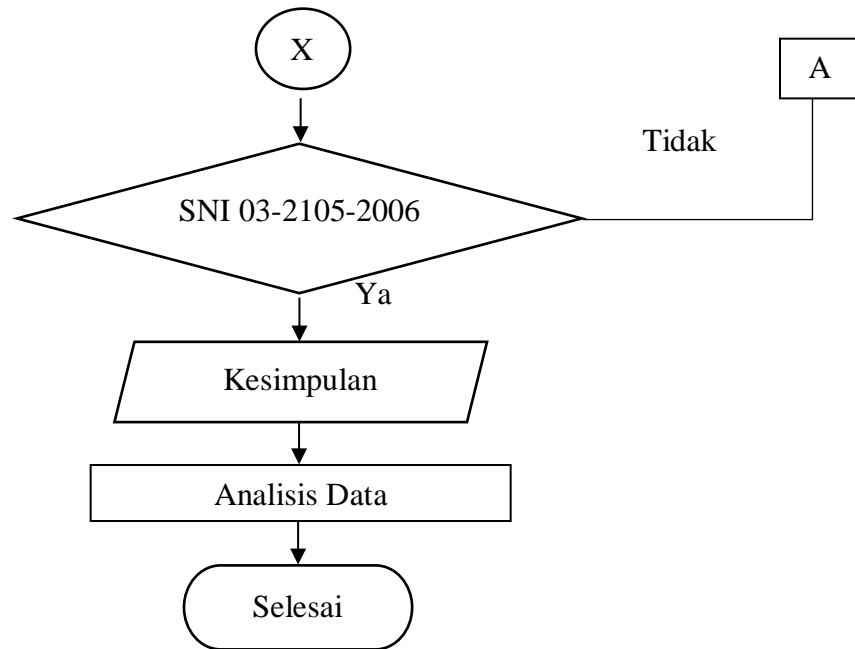 X
A
Tidak
SNI 03-2105-2006
Ya
Kesimpulan
Analisis Data
Selesai